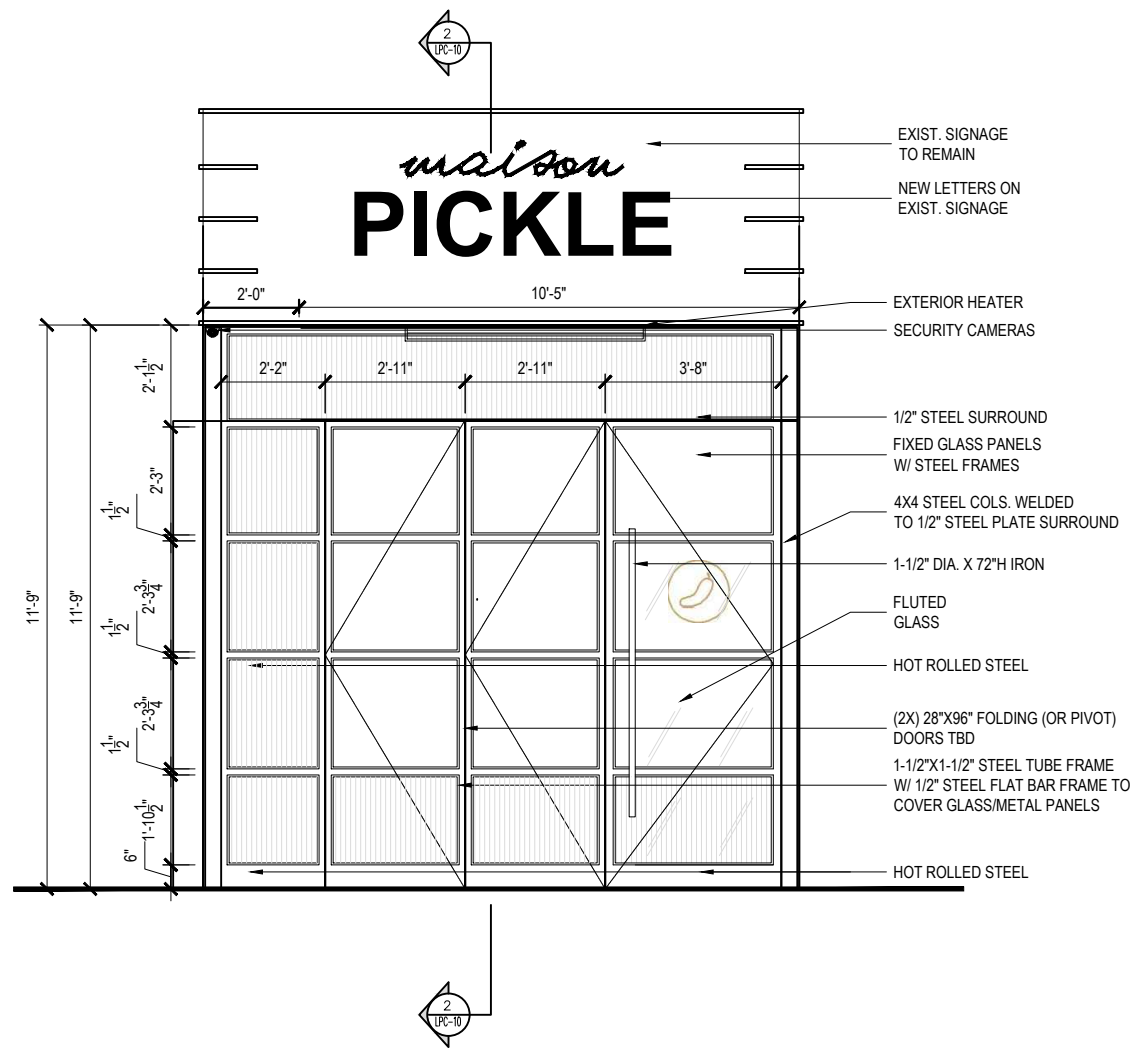 2
LPC-10
maison
PICKLE
EXIST. SIGNAGE
TO REMAIN
NEW LETTERS ON
EXIST. SIGNAGE
2'-0"
10'-5"
EXTERIOR HEATER
SECURITY CAMERAS
2'-2"
2'-11"
2'-11"
3'-8"
1/2" STEEL SURROUND
FIXED GLASS PANELS
W/ STEEL FRAMES
4X4 STEEL COLS. WELDED
TO 1/2" STEEL PLATE SURROUND
1-1/2" DIA. X 72"H IRON
FLUTED
GLASS
HOT ROLLED STEEL
(2X) 28"X96" FOLDING (OR PIVOT)
DOORS TBD
1-1/2"X1-1/2" STEEL TUBE FRAME
W/ 1/2" STEEL FLAT BAR FRAME TO
COVER GLASS/METAL PANELS
HOT ROLLED STEEL
11'-9"
11'-9"
2'-1 1/2"
2'-3"
1 1/2"
2'-3 3/4"
1 1/2"
2'-3 3/4"
1 1/2"
1'-10 1/2"
6"
2
LPC-10